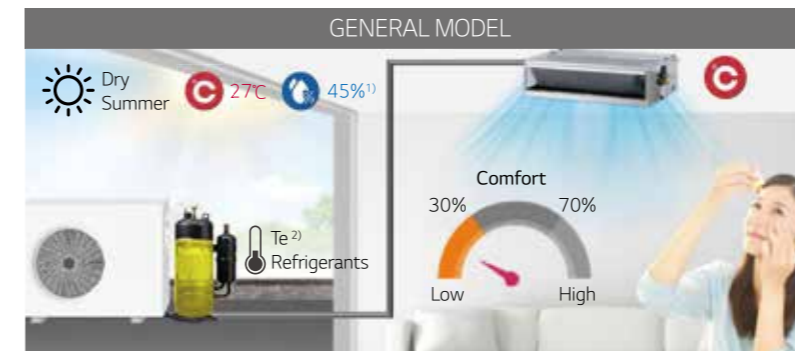 GENERAL MODEL
Dry
Summer
27℃
45%¹⁾
Te ²⁾
Refrigerants
Comfort
30%
70%
Low
High